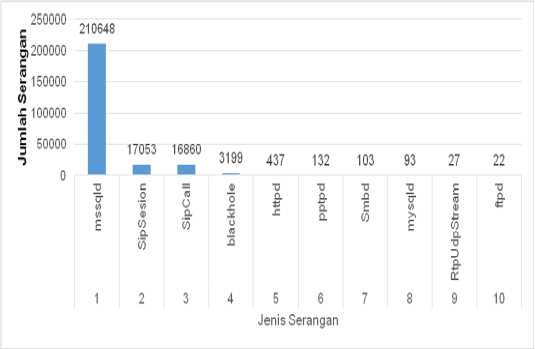 Jumlah Serangan
250000
200000
150000
100000
50000
0
210648
17053
16860
3199
437
132
103
93
27
22
mssqld
SipSesion
SipCall
blackhole
httpd
pptpd
Smbd
mysqld
RtpUdpStream
ftpd
1 2 3 4 5 6 7 8 9 10
Jenis Serangan